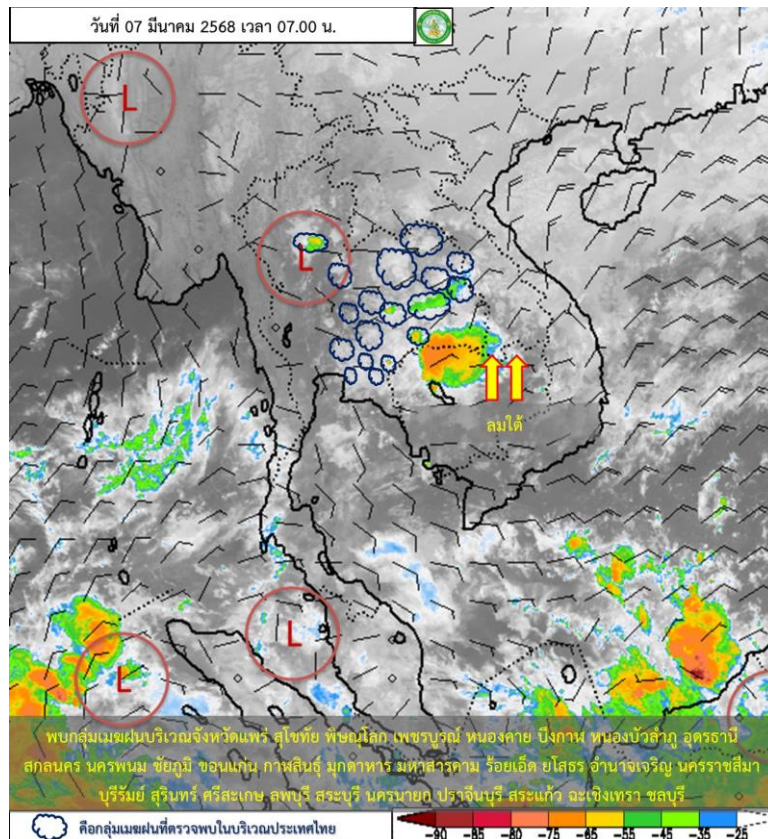 วันที่ 07 มีนาคม 2568 เวลา 07.00 น.
L
L
ลมใต้
L
L
พบกลุ่มเมฆฝนบริเวณจังหวัดแพร่ สุโขทัย พิษณุโลก เพชรบูรณ์ หนองคาย บึงกาฬ หนองบัวลำภู อุดรธานี
สกลนคร นครพนม ชัยภูมิ ขอนแก่น กาฬสินธุ์ มุกดาหาร มหาสารคาม ร้อยเอ็ด ยโสธร อำนาจเจริญ นครราชสีมา
บุรีรัมย์ สุรินทร์ ศรีสะเกษ ลพบุรี สระบุรี นครนายก ปราจีนบุรี สระแก้ว ฉะเชิงเทรา ชลบุรี
คือกลุ่มเมฆฝนที่ตรวจพบในบริเวณประเทศไทย
-90 -85 -80 -75 -65 -55 -45 -35 -25